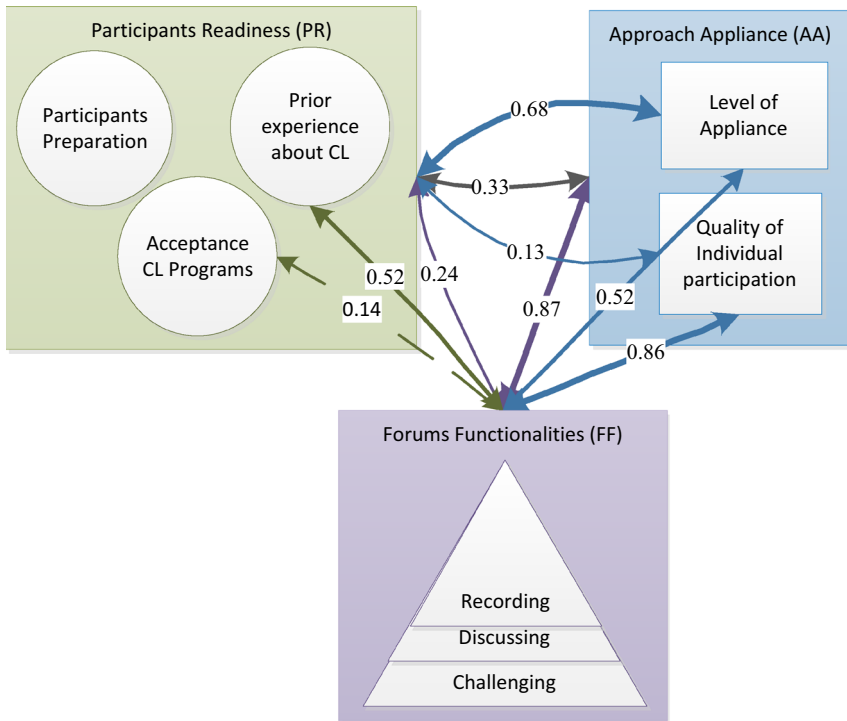 Participants Readiness (PR)
Participants
Preparation
Prior
experience
about CL
Acceptance
CL Programs
Approach Appliance (AA)
Level of
Appliance
Quality of
Individual
participation
0.68
0.33
0.13
0.24
0.52
0.14
0.87
0.52
0.86
Forums Functionalities (FF)
Recording
Discussing
Challenging